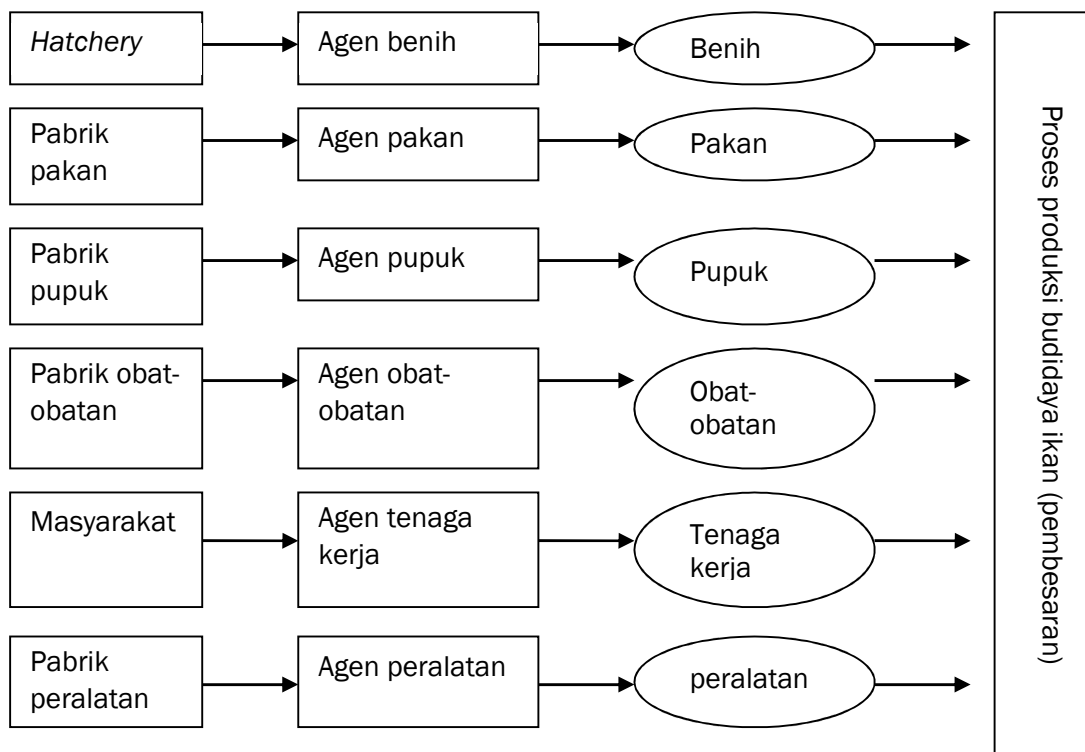 Hatchery
Agen benih
Benih
Pabrik
pakan
Agen pakan
Pakan
Pabrik
pupuk
Agen pupuk
Pupuk
Pabrik obat-
obatan
Agen obat-
obatan
Obat-
obatan
Masyarakat
Agen tenaga
kerja
Tenaga
kerja
Pabrik
peralatan
Agen peralatan
peralatan
Proses produksi budidaya ikan (pembesaran)